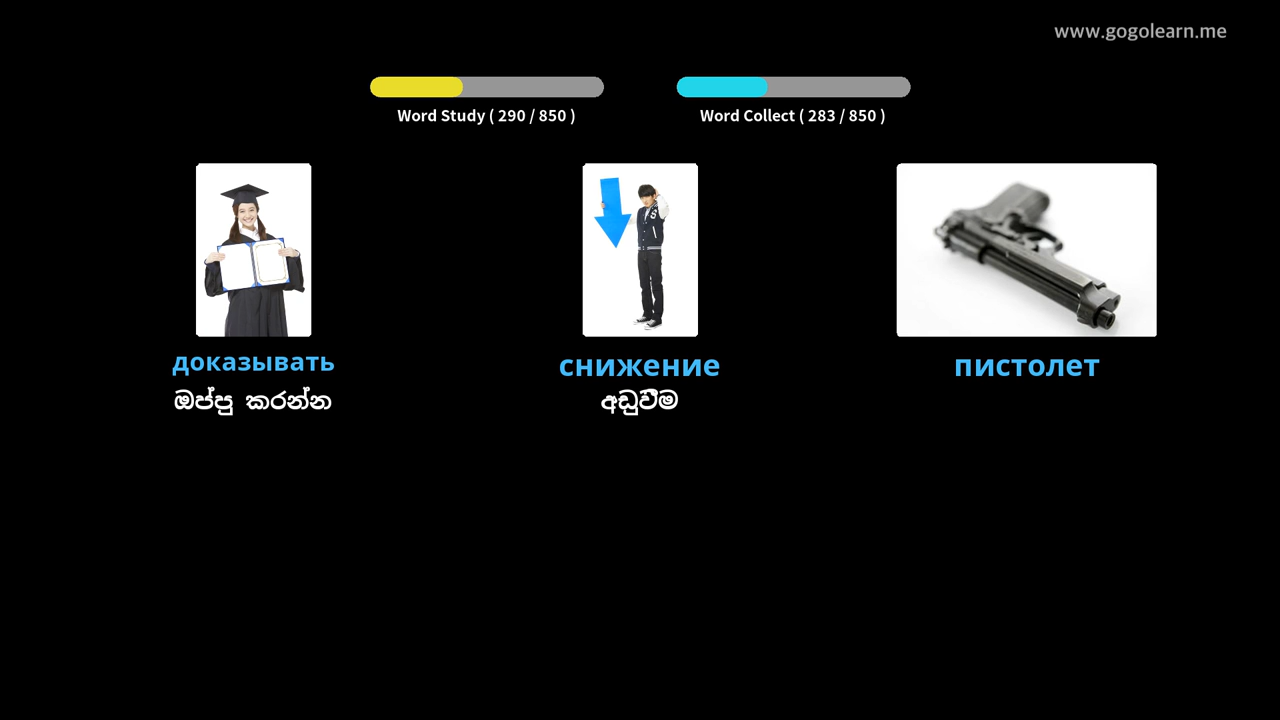 www.gogolearn.me
Word Study ( 290 / 850 )
Word Collect ( 283 / 850 )
доказывать
ඔප්පු කරන්න
снижение
අඩුවීම
пистолет